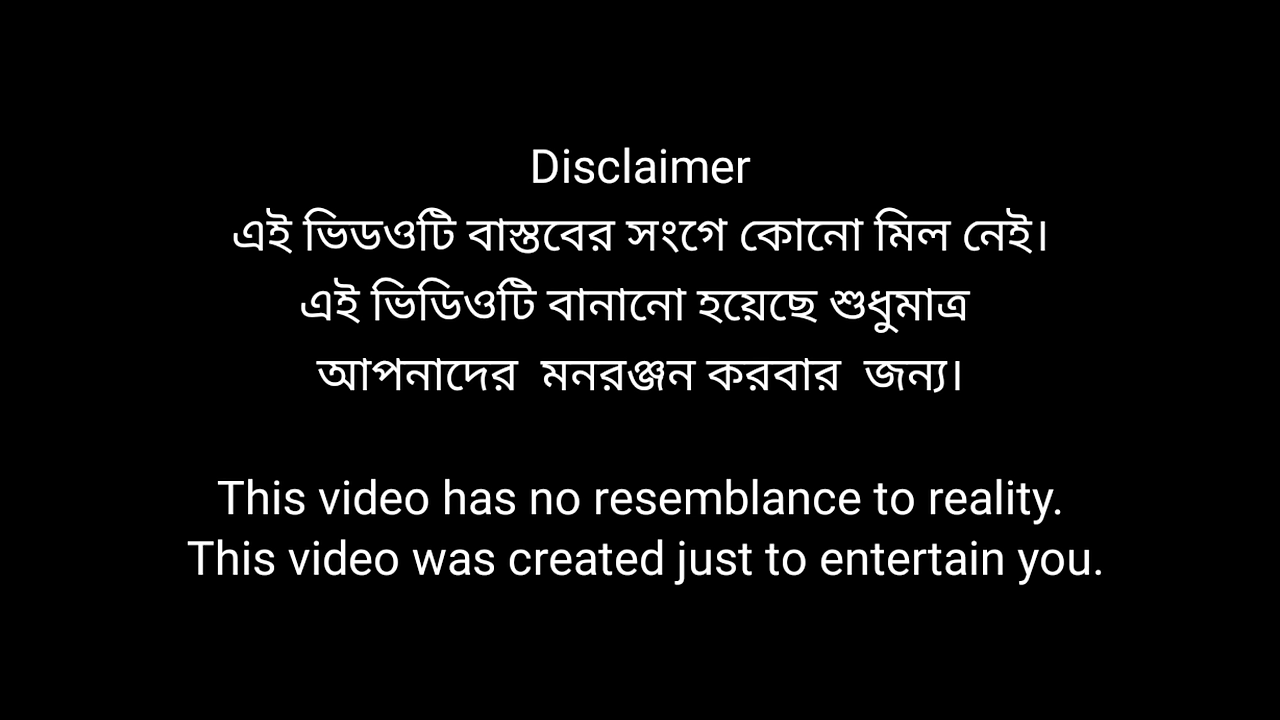 Disclaimer
এই ভিডওটি বাস্তবের সংগে কোনো মিল নেই।
এই ভিডিওটি বানানো হয়েছে শুধুমাত্র
আপনাদের মনরঞ্জন করবার জন্য।
This video has no resemblance to reality.
This video was created just to entertain you.